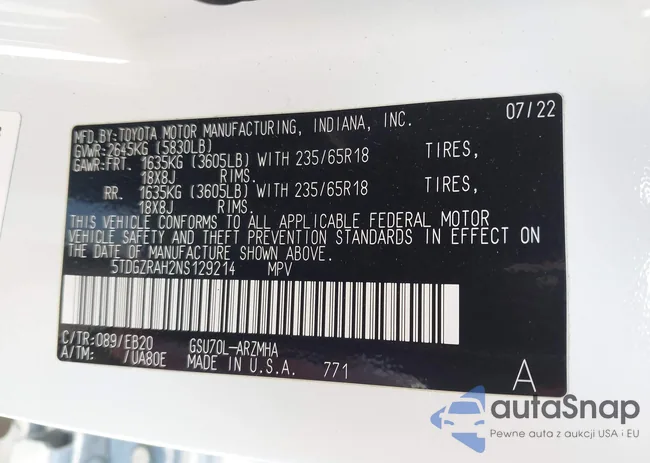 07/22
MFD.BY:TOYOTA MOTOR MANUFACTURING, INDIANA, INC.
GVWR:2645KG (5830LB)
GAWR:FRT. 1635KG (3605LB) WITH 235/65R18 TIRES,
18X8J RIMS.
RR. 1635KG (3605LB) WITH 235/65R18 TIRES,
18X8J RIMS.
THIS VEHICLE CONFORMS TO ALL APPLICABLE FEDERAL MOTOR
VEHICLE SAFETY AND THEFT PREVENTION STANDARDS IN EFFECT ON
THE DATE OF MANUFACTURE SHOWN ABOVE.
5TDGZRAH2NS129214 MPV
C/TR:089/EB20 GSU70L-ARZMHA
A/TM: /UA80E MADE IN U.S.A. 771 A
autaSnap
Pewne auta z aukcji USA i EU